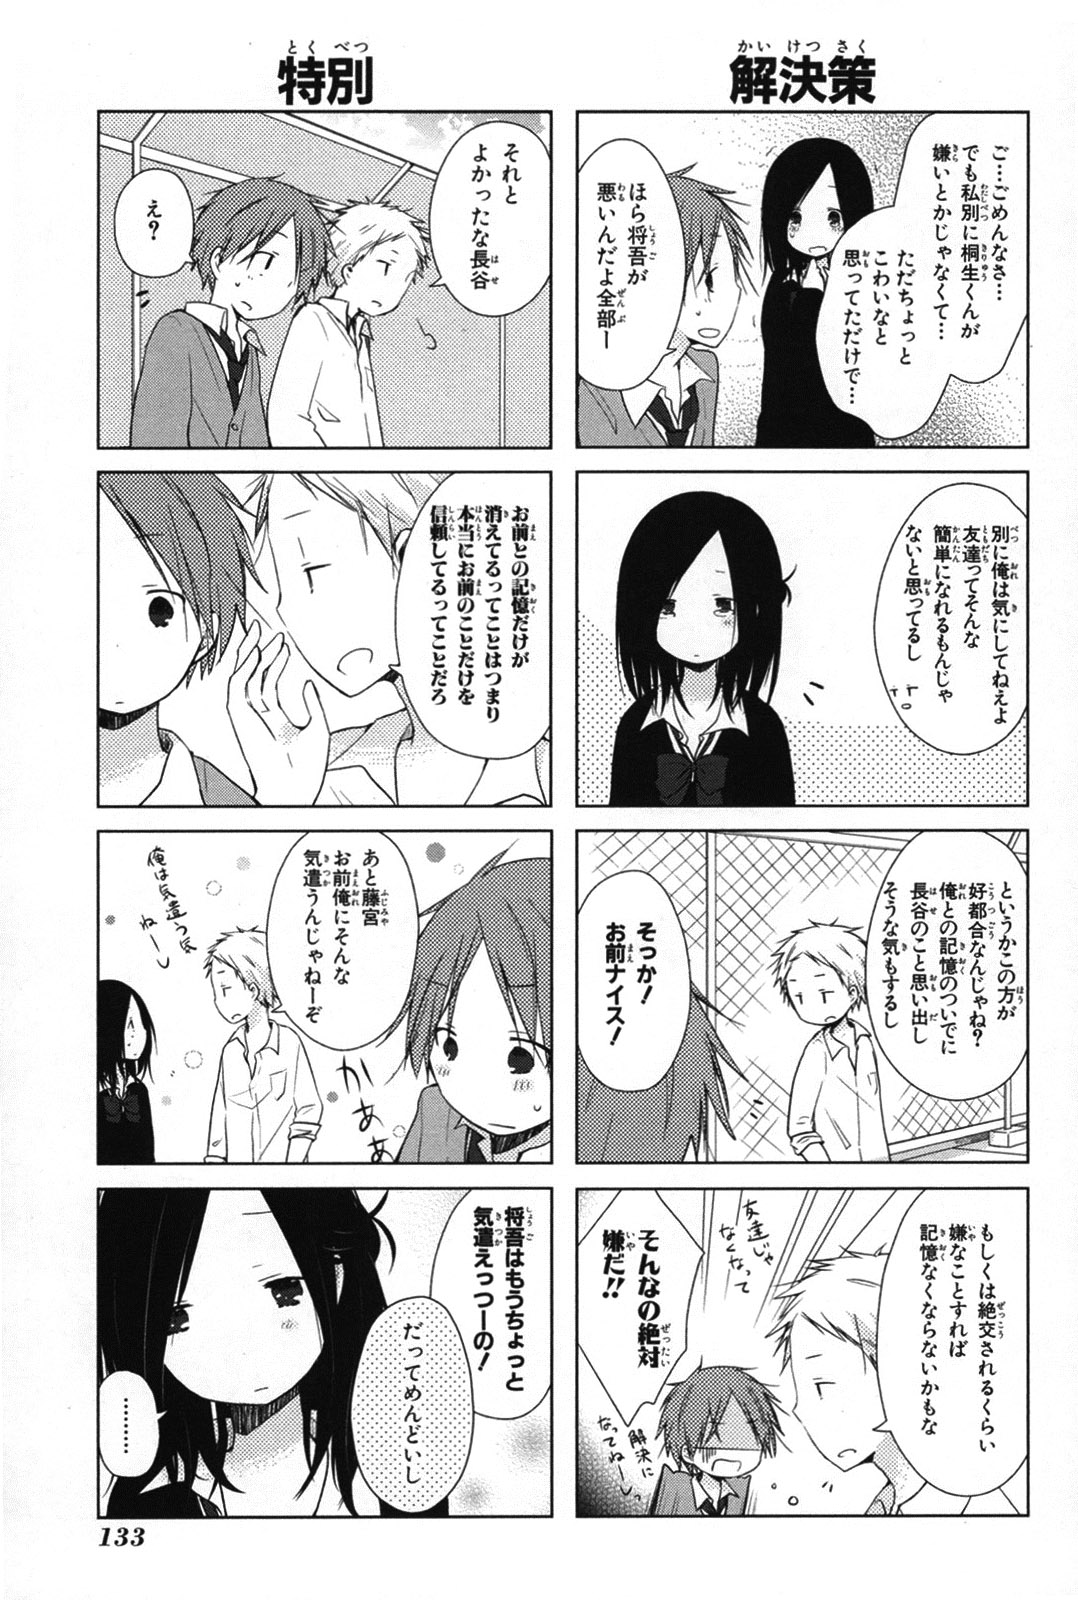 解決策
かいけつさく
ご…ごめんなさ…
でも私別に桐生くんが
嫌いとかじゃなくて…
ただちょっと
こわいなと
思ってただけで…
ほら将吾が
悪いんだよ全部ー
別に俺は気にしてねえよ
友達ってそんな
簡単になれるもんじゃ
ないと思ってるし
というかこの方が
好都合なんじゃね?
俺との記憶のついでに
長谷のこと思い出し
そうな気もするし
そっか!
お前ナイス!
もしくは絶交されるくらい
嫌なことすれば
記憶なくならないかもな
友達じゃ
なくなって
そんなの絶対
嫌だ!!
解決に
なってねーしっ
特別
とくべつ
それと
よかったな長谷
え?
お前との記憶だけが
消えてるってことはつまり
本当にお前のことだけを
信頼してるってことだろ
あと藤宮
お前俺にそんな
気遣うんじゃねーぞ
かああ
俺は気遣う気
ねーし
将吾はもうちょっと
気遣えっつーの!
だってめんどいし
………
133